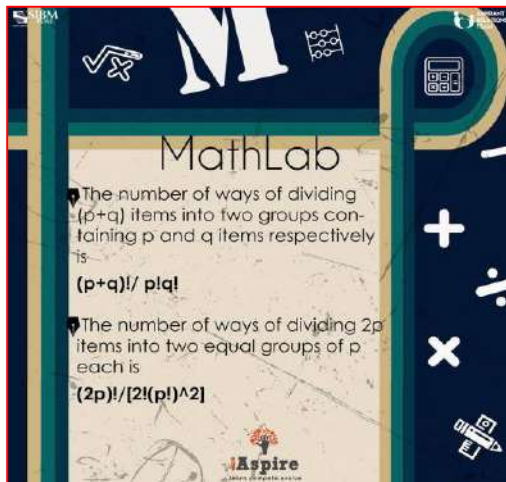 SIBM
M
MathLab
The number of ways of dividing
(p+q) items into two groups con-
taining p and q items respectively
is
(p+q)!/ p!q!
The number of ways of dividing 2p
items into two equal groups of p
each is
(2p)!/[2!(p!)^2]
iAspire